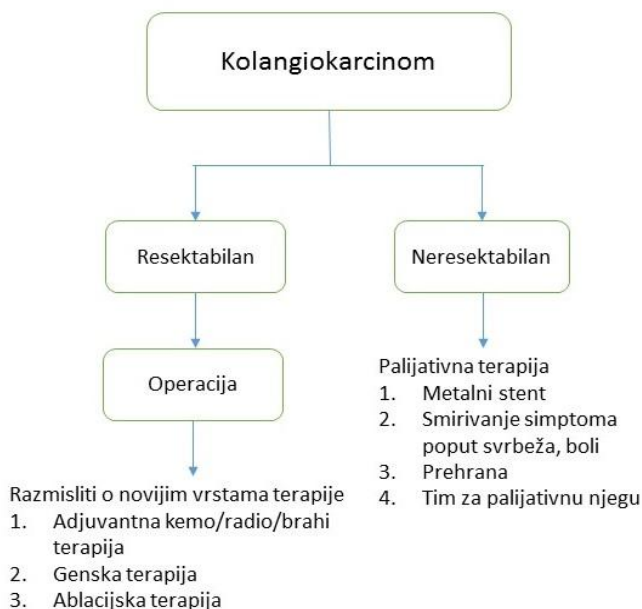 Kolangiokarcinom
Resektabilan
Neresektabilan
Operacija
Palijativna terapija
1. Metalni stent
2. Smirivanje simptoma
poput svrbeža, boli
3. Prehrana
4. Tim za palijativnu njegu
Razmisliti o novijim vrstama terapije
1. Adjuvantna kemo/radio/brahi
terapija
2. Genska terapija
3. Ablacijska terapija